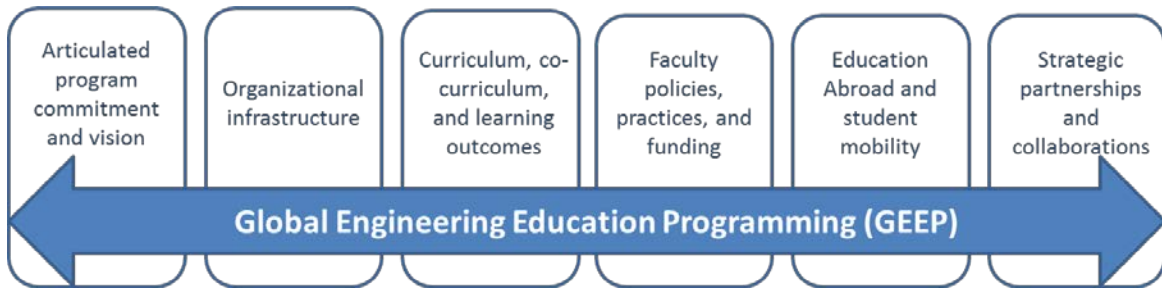 Articulated
program
commitment
and vision
Organizational
infrastructure
Curriculum, co-
curriculum,
and learning
outcomes
Faculty
policies,
practices, and
funding
Education
Abroad and
student
mobility
Strategic
partnerships
and
collaborations
Global Engineering Education Programming (GEEP)